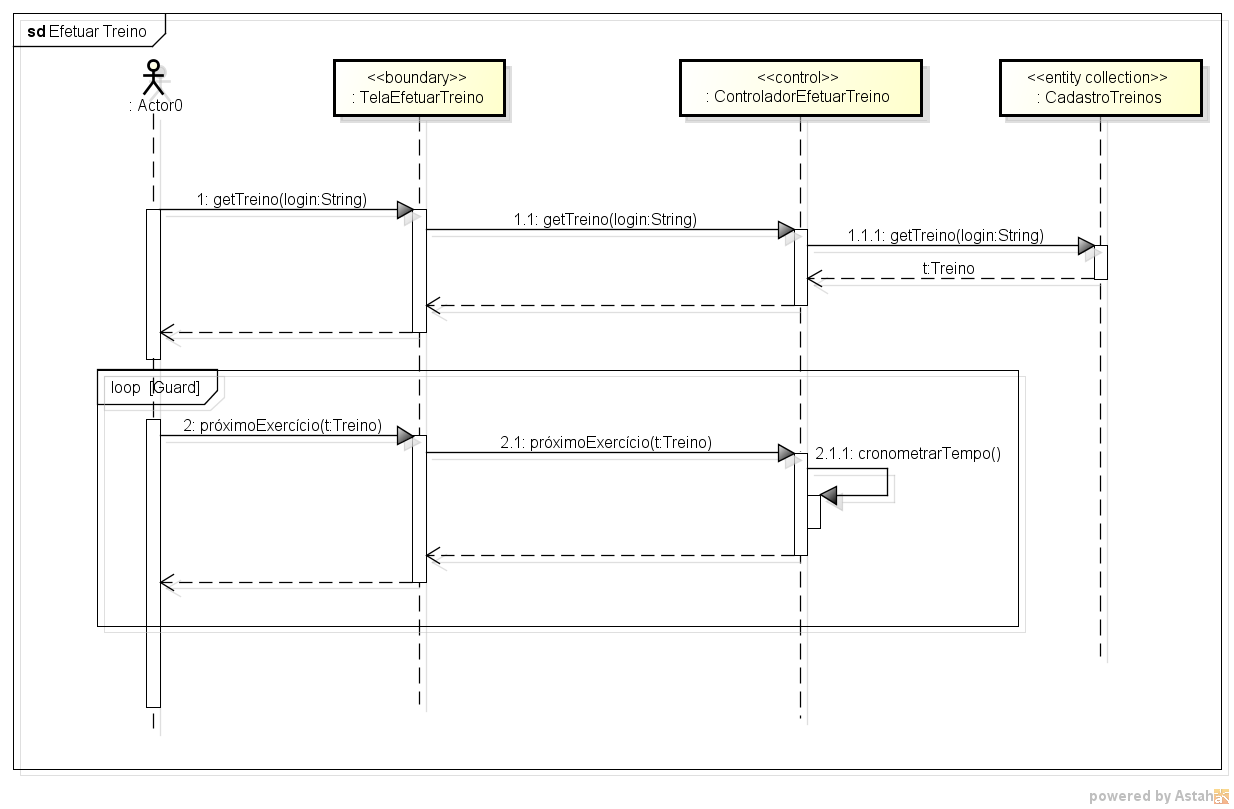 sd Efetuar Treino
: Actor0
<<boundary>>
: TelaEfetuarTreino
<<control>>
: ControladorEfetuarTreino
<<entity collection>>
: CadastroTreinos
1: getTreino(login:String)
1.1: getTreino(login:String)
1.1.1: getTreino(login:String)
t:Treino
loop [Guard]
2: próximoExercício(t:Treino)
2.1: próximoExercício(t:Treino)
2.1.1: cronometrarTempo()
powered by Astah